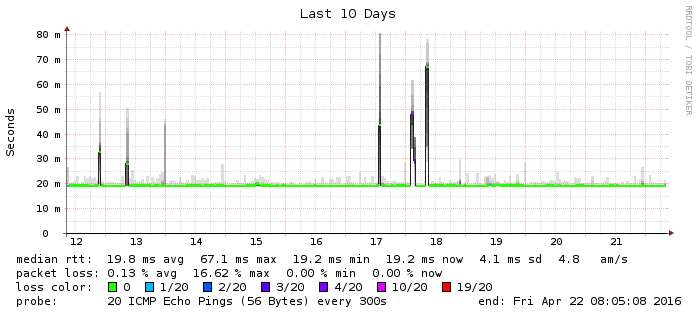 Last 10 Days
RRDTOOL / TOBI OETIKER
Seconds
80 m
70 m
60 m
50 m
40 m
30 m
20 m
10 m
0
12 13 14 15 16 17 18 19 20 21
median rtt: 19.8 ms avg 67.1 ms max 19.2 ms min 19.2 ms now 4.1 ms sd 4.8 am/s
packet loss: 0.13 % avg 16.62 % max 0.00 % min 0.00 % now
loss color: 0 1/20 2/20 3/20 4/20 10/20 19/20
probe: 20 ICMP Echo Pings (56 Bytes) every 300s end: Fri Apr 22 08:05:08 2016